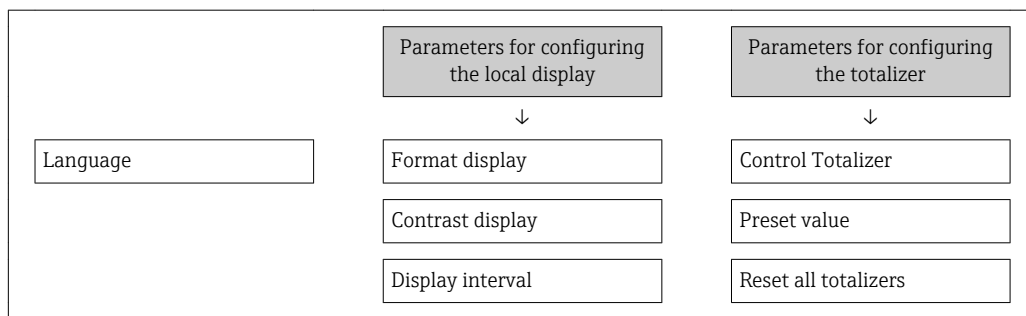 Parameters for configuring
the local display
Parameters for configuring
the totalizer
↓
↓
Language
Format display
Control Totalizer
Contrast display
Preset value
Display interval
Reset all totalizers